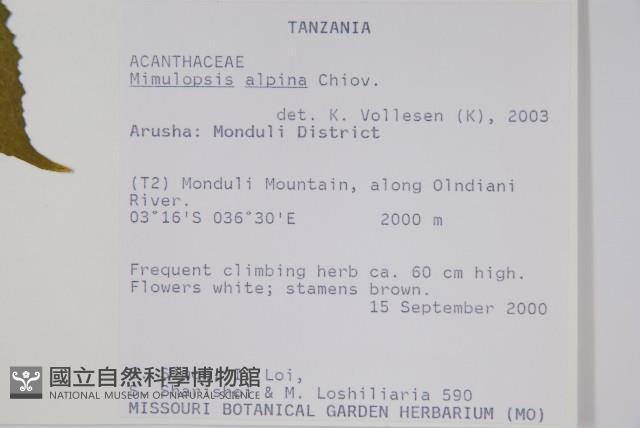 TANZANIA
ACANTHACEAE
Mimulopsis alpina Chiov.
det. K. Vollesen (K), 2003
Arusha: Monduli District
(T2) Monduli Mountain, along Olndiani
River.
03°16'S 036°30'E 2000 m
Frequent climbing herb ca. 60 cm high.
Flowers white; stamens brown.
15 September 2000
Loi,
& M. Loshiliaria 590
MISSOURI BOTANICAL GARDEN HERBARIUM (MO)
國立自然科學博物館
NATIONAL MUSEUM OF NATURAL SCIENCE